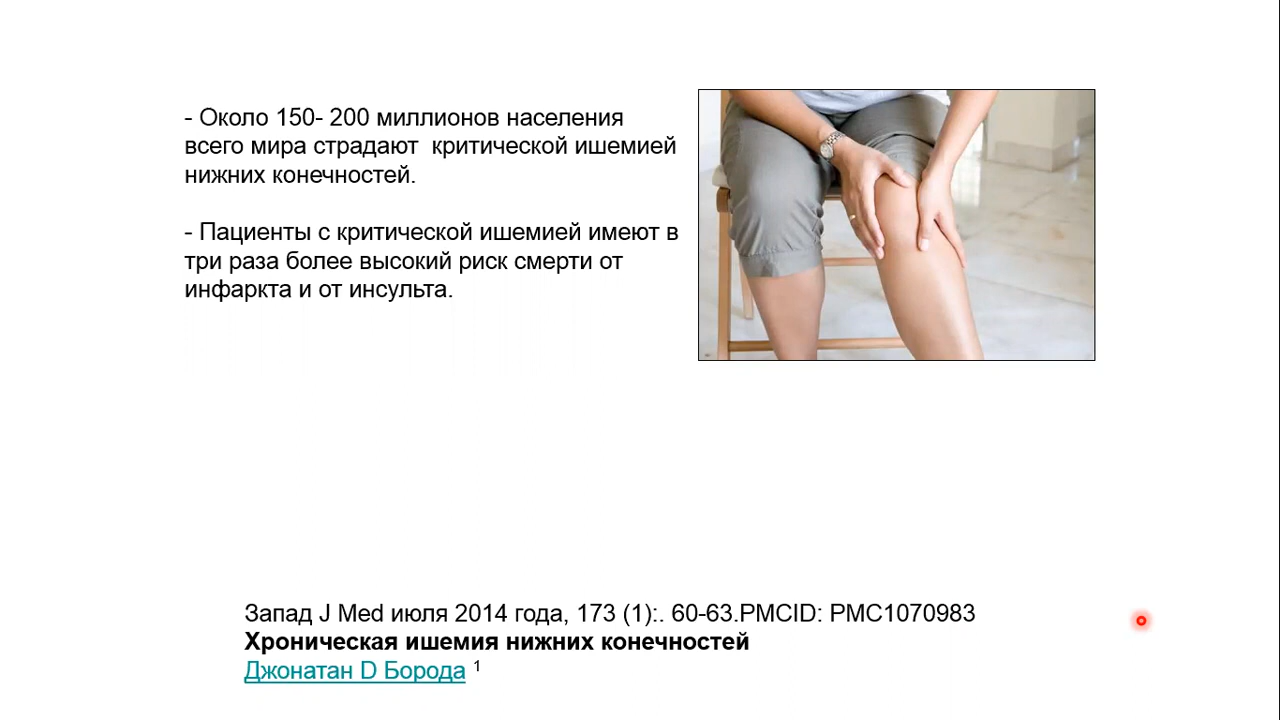 - Около 150- 200 миллионов населения
всего мира страдают  критической ишемией
нижних конечностей.
- Пациенты с критической ишемией имеют в
три раза более высокий риск смерти от
инфаркта и от инсульта.
Запад J Med июля 2014 года, 173 (1):. 60-63.PMCID: PMC1070983
Хроническая ишемия нижних конечностей
Джонатан D Борода 1